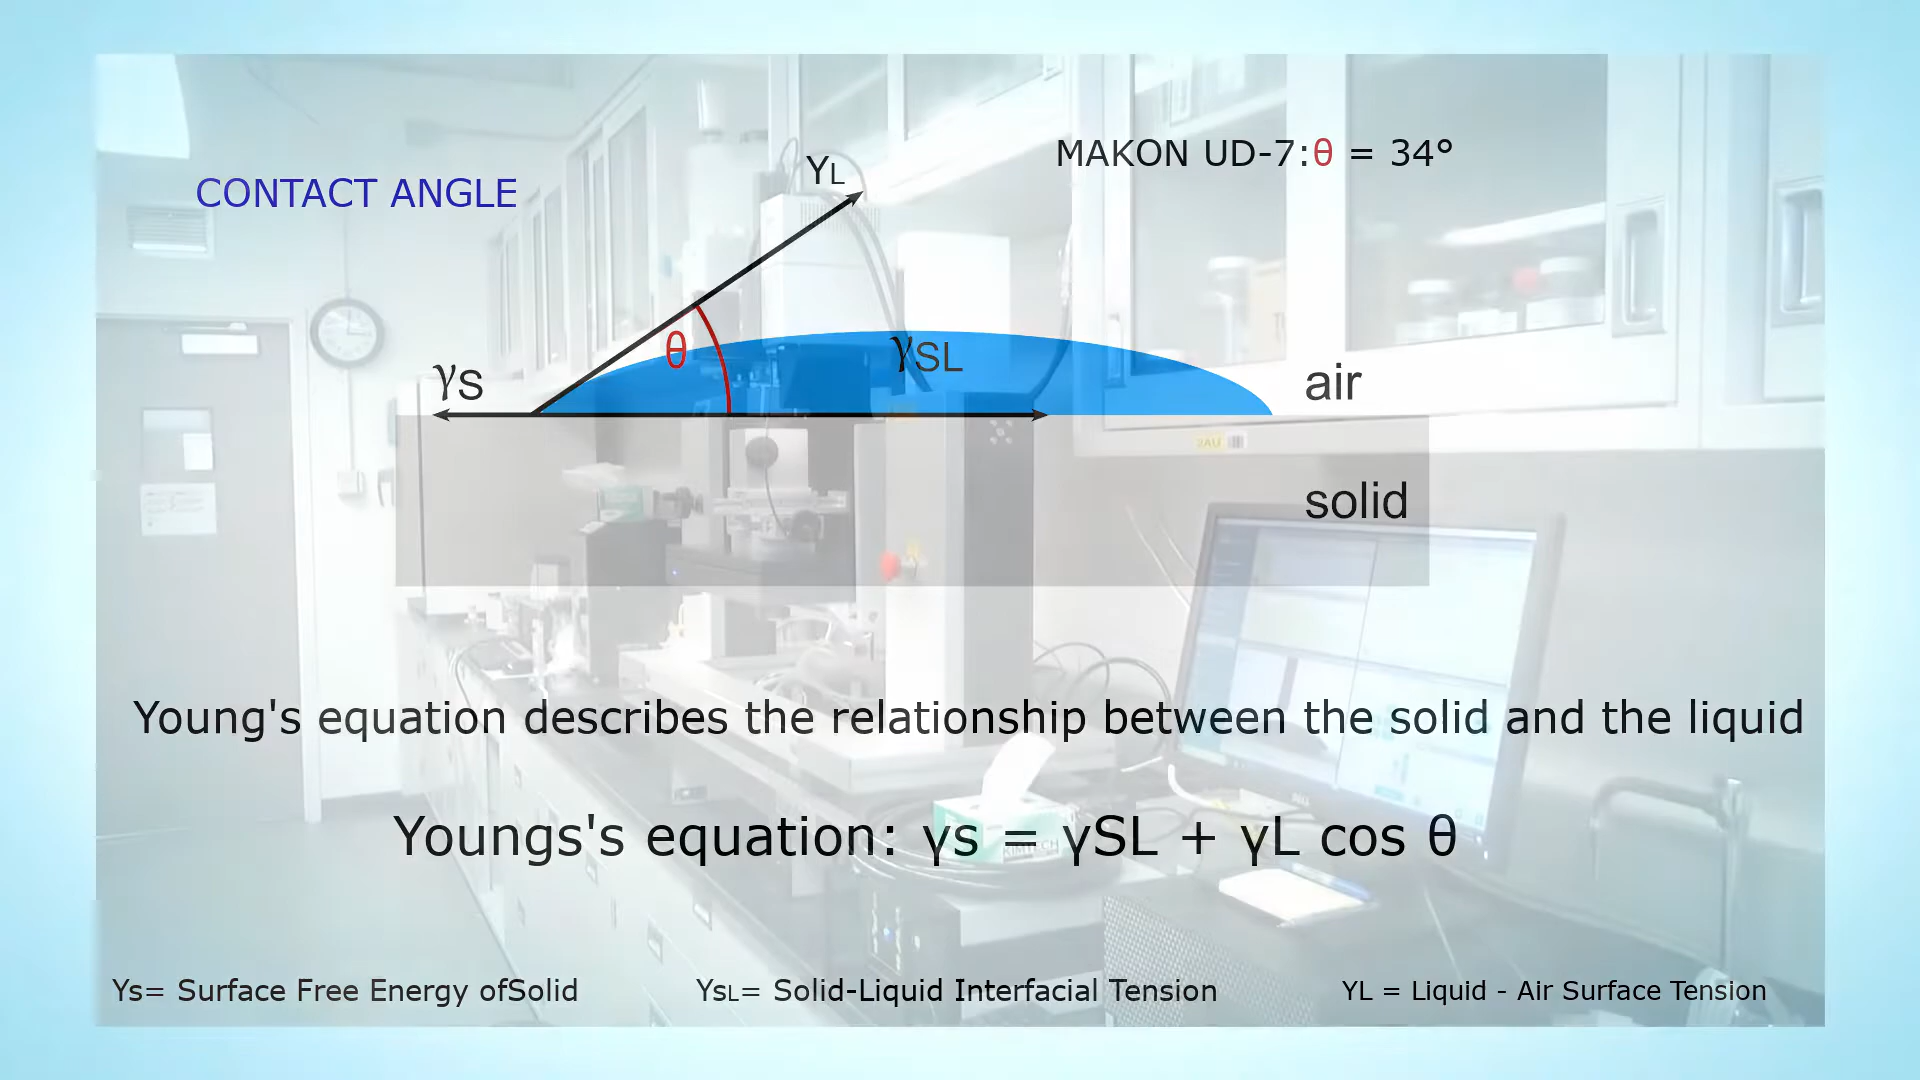 MAKON UD-7:θ = 34°
CONTACT ANGLE
YL
θ
γSL
γS
air
2AU
solid
Young's equation describes the relationship between the solid and the liquid
Youngs's equation: γs = γSL + γL cos θ
KIMTECH
Ys= Surface Free Energy ofSolid
YsL= Solid-Liquid Interfacial Tension
YL = Liquid - Air Surface Tension